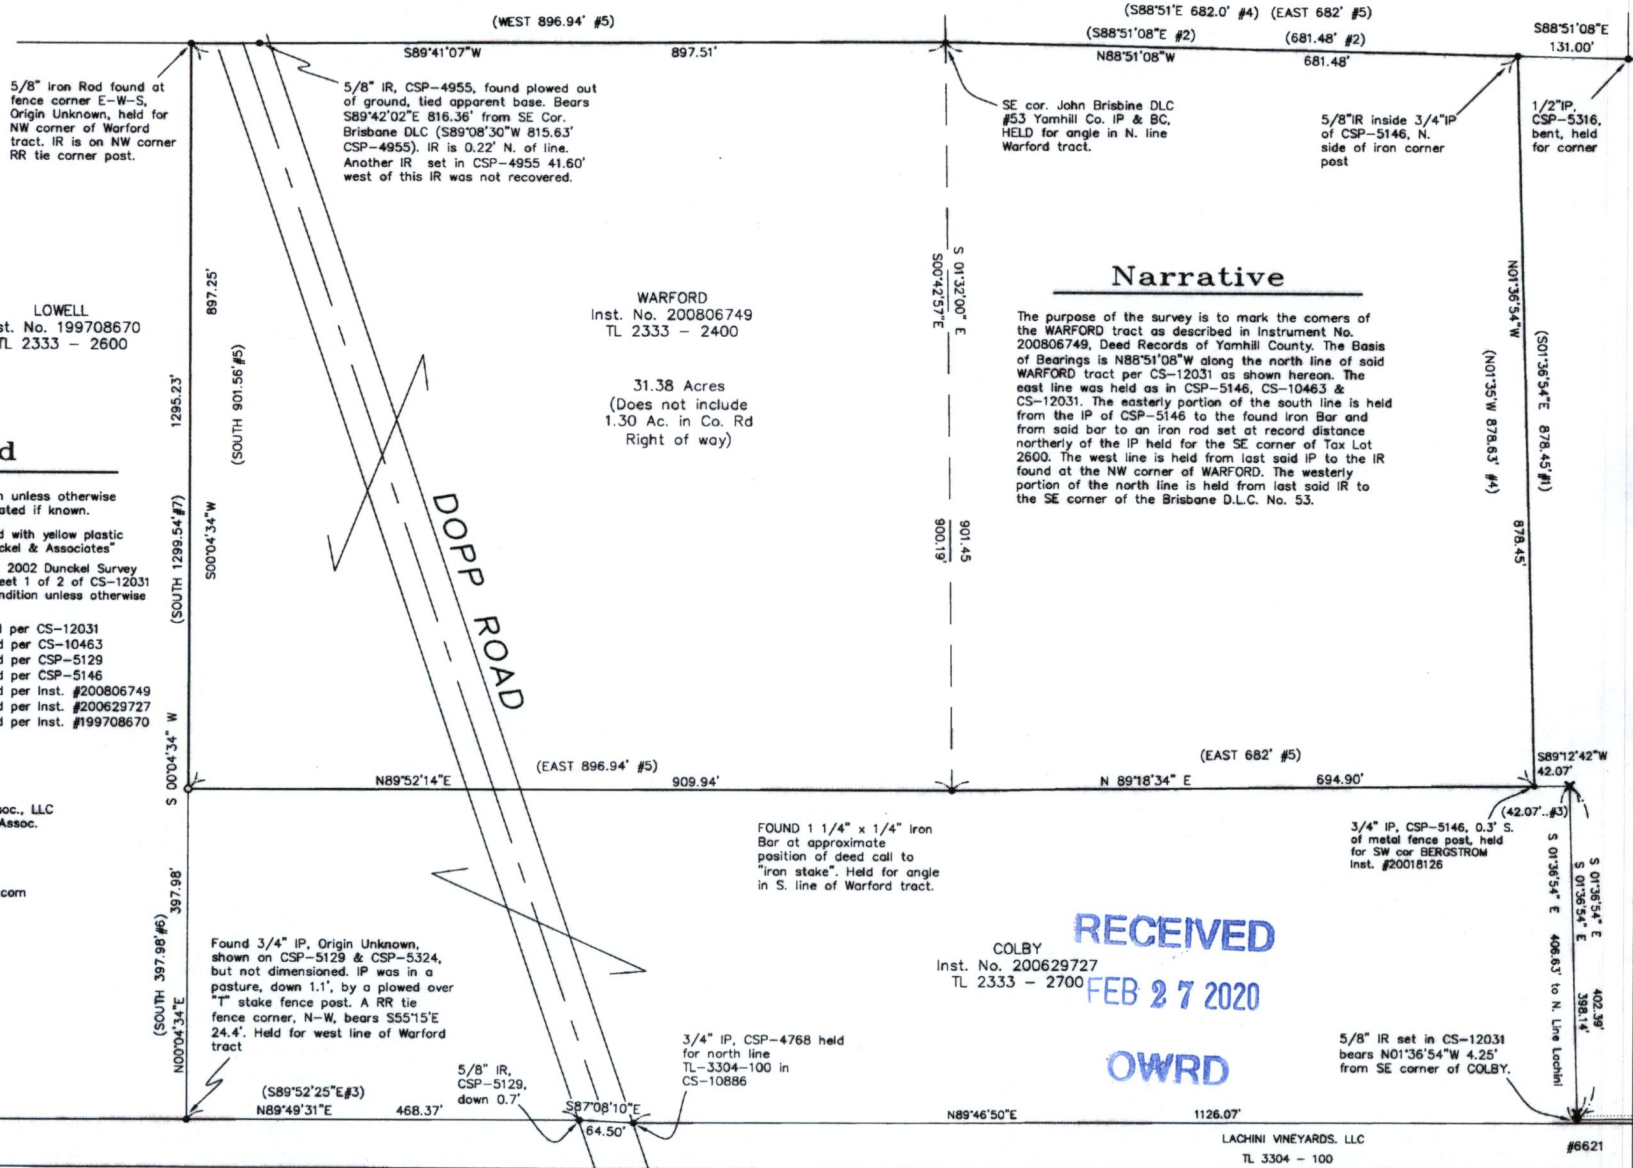 (WEST 896.94' #5)
(S88°51'E 682.0' #4) (EAST 682' #5)
(S88°51'08"E #2) (681.48' #2)
S88°51'08"E
131.00'
S89°41'07"W 897.51'
N88°51'08"W 681.48'
5/8" Iron Rod found at
fence corner E-W-S,
Origin Unknown, held for
NW corner of Warford
tract. IR is on NW corner
RR tie corner post.
5/8" IR, CSP-4955, found plowed out
of ground, tied apparent base. Bears
S89°42'02"E 816.36' from SE Cor.
Brisbane DLC (S89°08'30"W 815.63'
CSP-4955). IR is 0.22' N. of line.
Another IR set in CSP-4955 41.60'
west of this IR was not recovered.
SE cor. John Brisbine DLC
#53 Yamhill Co. IP & BC,
HELD for angle in N. line
Warford tract.
5/8"IR inside 3/4"IP
of CSP-5146, N.
side of iron corner
post
1/2"IP,
CSP-5316,
bent, held
for corner
LOWELL
st. No. 199708670
TL 2333 - 2600
897.25'
(SOUTH 901.56'#5)
1295.23'
(SOUTH 1299.54'#7)
S00°04'34"W
S 00°04'34" W
WARFORD
Inst. No. 200806749
TL 2333 - 2400
31.38 Acres
(Does not include
1.30 Ac. in Co. Rd
Right of way)
DOPP ROAD
S 01°32'00" E
S00°42'57"E
901.45
900.19'
Narrative
The purpose of the survey is to mark the corners of
the WARFORD tract as described in Instrument No.
200806749, Deed Records of Yamhill County. The Basis
of Bearings is N88°51'08"W along the north line of said
WARFORD tract per CS-12031 as shown hereon. The
east line was held as in CSP-5146, CS-10463 &
CS-12031. The easterly portion of the south line is held
from the IP of CSP-5146 to the found Iron Bar and
from said bar to an iron rod set at record distance
northerly of the IP held for the SE corner of Tax Lot
2600. The west line is held from last said IP to the IR
found at the NW corner of WARFORD. The westerly
portion of the north line is held from last said IR to
the SE corner of the Brisbane D.L.C. No. 53.
N01°36'54"W
(S01°36'54"E 878.45'#1)
(N01°35'W 878.63' #4)
878.45'
d
n unless otherwise
ated if known.
d with yellow plastic
ckel & Associates"
2002 Dunckel Survey
eet 1 of 2 of CS-12031
ndition unless otherwise
d per CS-12031
d per CS-10463
d per CSP-5129
d per CSP-5146
d per Inst. #200806749
d per Inst. #200629727
d per Inst. #199708670
oc., LLC
Assoc.
com
N89°52'14"E (EAST 896.94' #5) 909.94'
(EAST 682' #5)
N 89°18'34" E 694.90'
S89°12'42"W
42.07'
(42.07'..#3)
FOUND 1 1/4" x 1/4" Iron
Bar at approximate
position of deed call to
"iron stake". Held for angle
in S. line of Warford tract.
3/4" IP, CSP-5146, 0.3' S.
of metal fence post, held
for SW cor BERGSTROM
Inst. #20018126
S 01°36'54" E 406.63' to N. Line Lachini
S 01°36'54" E 398.14'
S 01°36'54" E 402.39'
397.98'
(SOUTH 397.98'#6)
N00°04'34"E
Found 3/4" IP, Origin Unknown,
shown on CSP-5129 & CSP-5324,
but not dimensioned. IP was in a
pasture, down 1.1', by a plowed over
"T" stake fence post. A RR tie
fence corner, N-W, bears S55°15'E
24.4'. Held for west line of Warford
tract
COLBY
Inst. No. 200629727
TL 2333 - 2700
RECEIVED
FEB 27 2020
OWRD
5/8" IR,
CSP-5129,
down 0.7'
3/4" IP, CSP-4768 held
for north line
TL-3304-100 in
CS-10886
5/8" IR set in CS-12031
bears N01°36'54"W 4.25'
from SE corner of COLBY.
(S89°52'25"E#3)
N89°49'31"E 468.37'
S87°08'10"E
64.50'
N89°46'50"E 1126.07'
LACHINI VINEYARDS. LLC
TL 3304 - 100
#6621